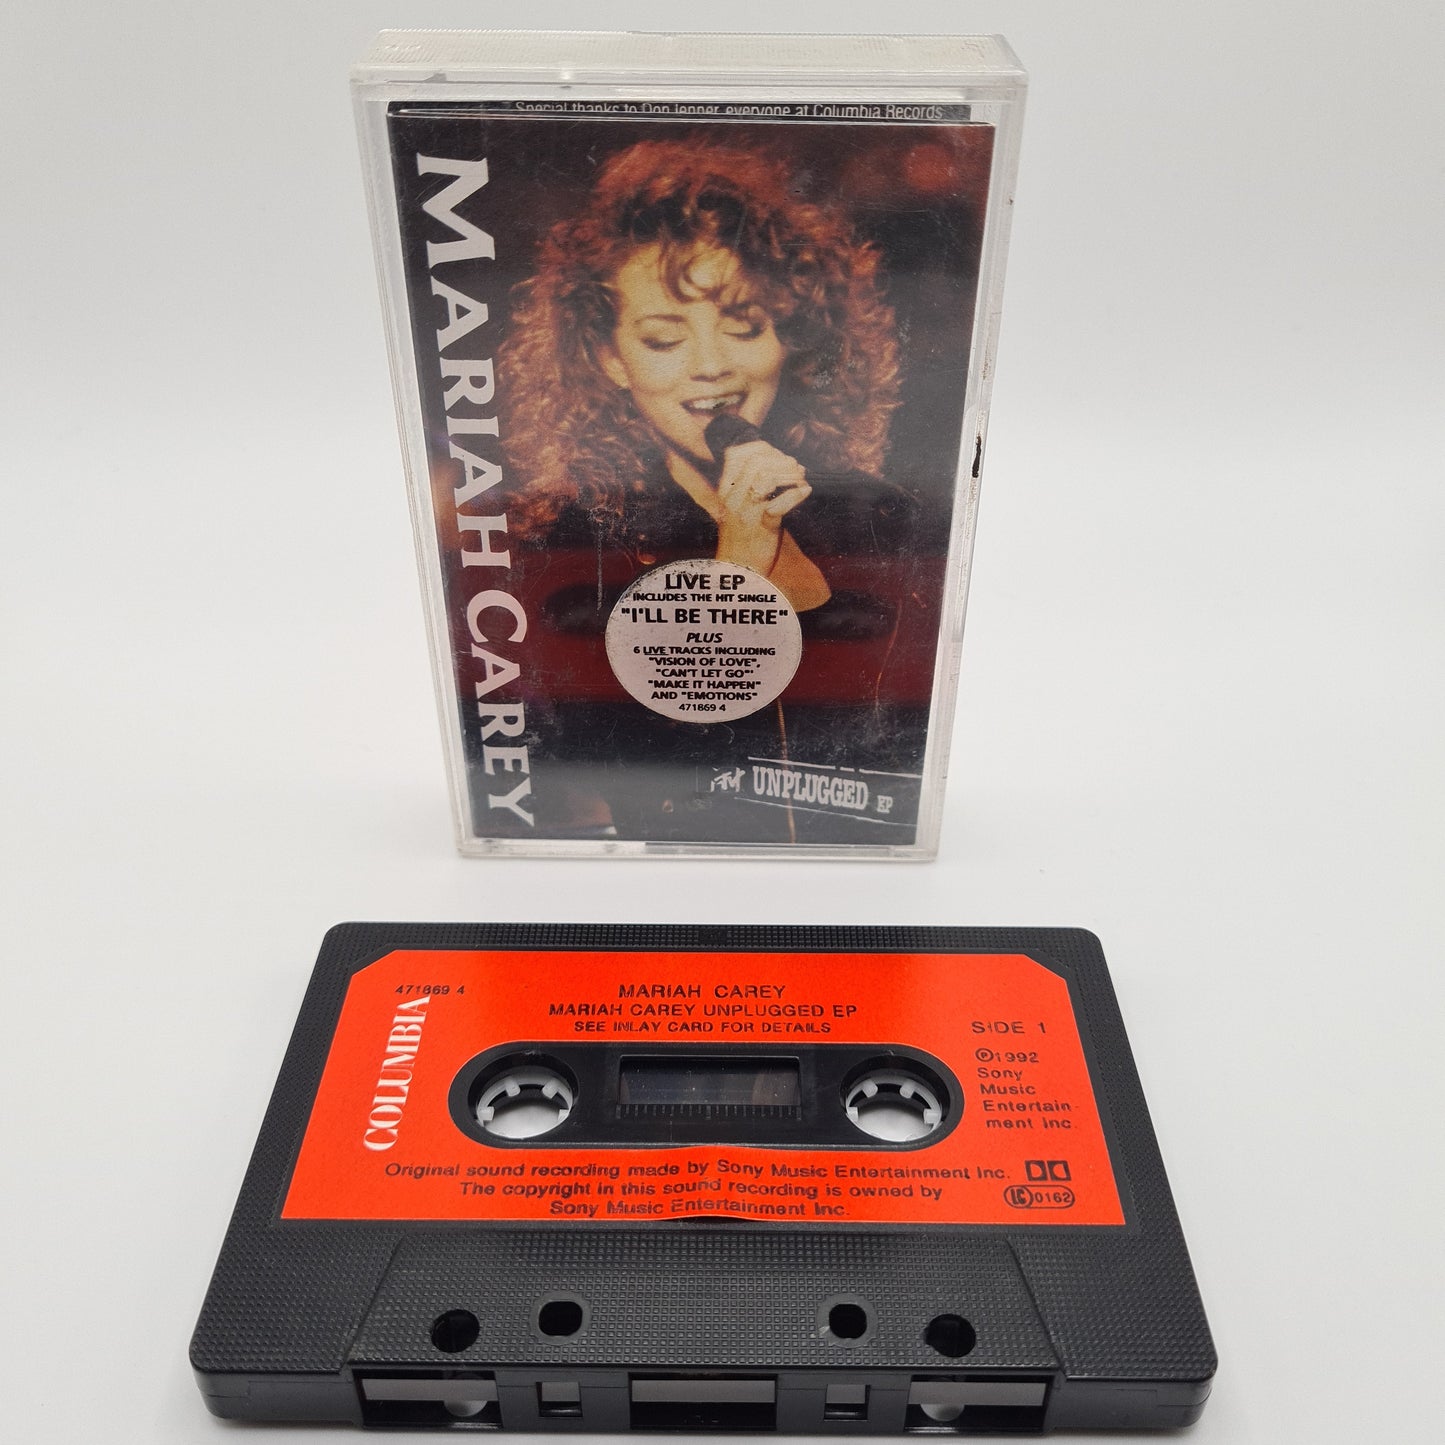 Special thanks to Don Ienner, everyone at Columbia Records
MARIAH CAREY
LIVE EP
INCLUDES THE HIT SINGLE
"I'LL BE THERE"
PLUS
6 LIVE TRACKS INCLUDING
"VISION OF LOVE",
"CAN'T LET GO"'
"MAKE IT HAPPEN"
AND "EMOTIONS"
471869 4
MTV UNPLUGGED EP
471869 4
COLUMBIA
MARIAH CAREY
MARIAH CAREY UNPLUGGED EP
SEE INLAY CARD FOR DETAILS
SIDE 1
℗1992
Sony
Music
Entertain-
ment Inc.
Original sound recording made by Sony Music Entertainment Inc.
The copyright in this sound recording is owned by
Sony Music Entertainment Inc.
LC 0162